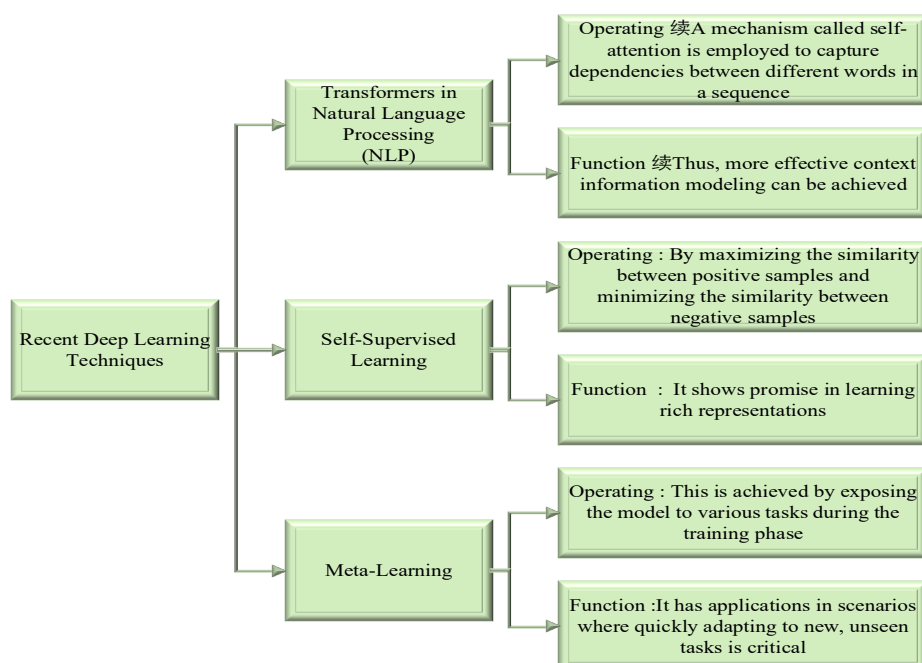 Recent Deep Learning
Techniques
Transformers in
Natural Language
Processing
(NLP)
Operating 续A mechanism called self-
attention is employed to capture
dependencies between different words in
a sequence
Function 续Thus, more effective context
information modeling can be achieved
Self-Supervised
Learning
Operating : By maximizing the similarity
between positive samples and
minimizing the similarity between
negative samples
Function : It shows promise in learning
rich representations
Meta-Learning
Operating : This is achieved by exposing
the model to various tasks during the
training phase
Function :It has applications in scenarios
where quickly adapting to new, unseen
tasks is critical